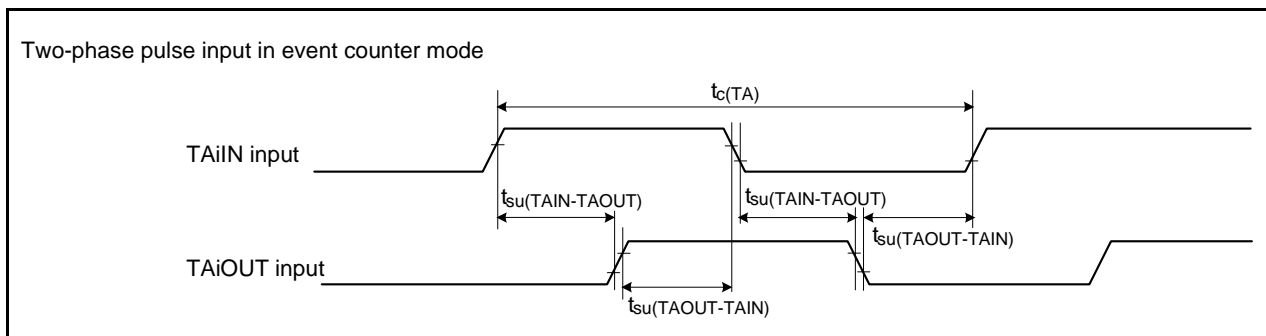 Two-phase pulse input in event counter mode
tc(TA)
TAiIN input
tsu(TAIN-TAOUT)
tsu(TAIN-TAOUT)
tsu(TAOUT-TAIN)
TAiOUT input
tsu(TAOUT-TAIN)